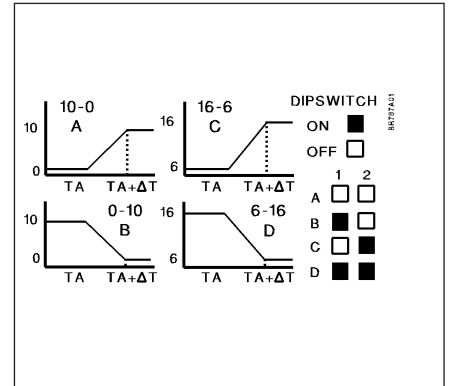 10-0
A
10
0
TA TA+ΔT
16-6
C
16
6
TA TA+ΔT
0-10
B
10
0
TA TA+ΔT
6-16
D
16
6
TA TA+ΔT
DIPSWITCH
ON
OFF
1 2
A
B
C
D
BR787A01